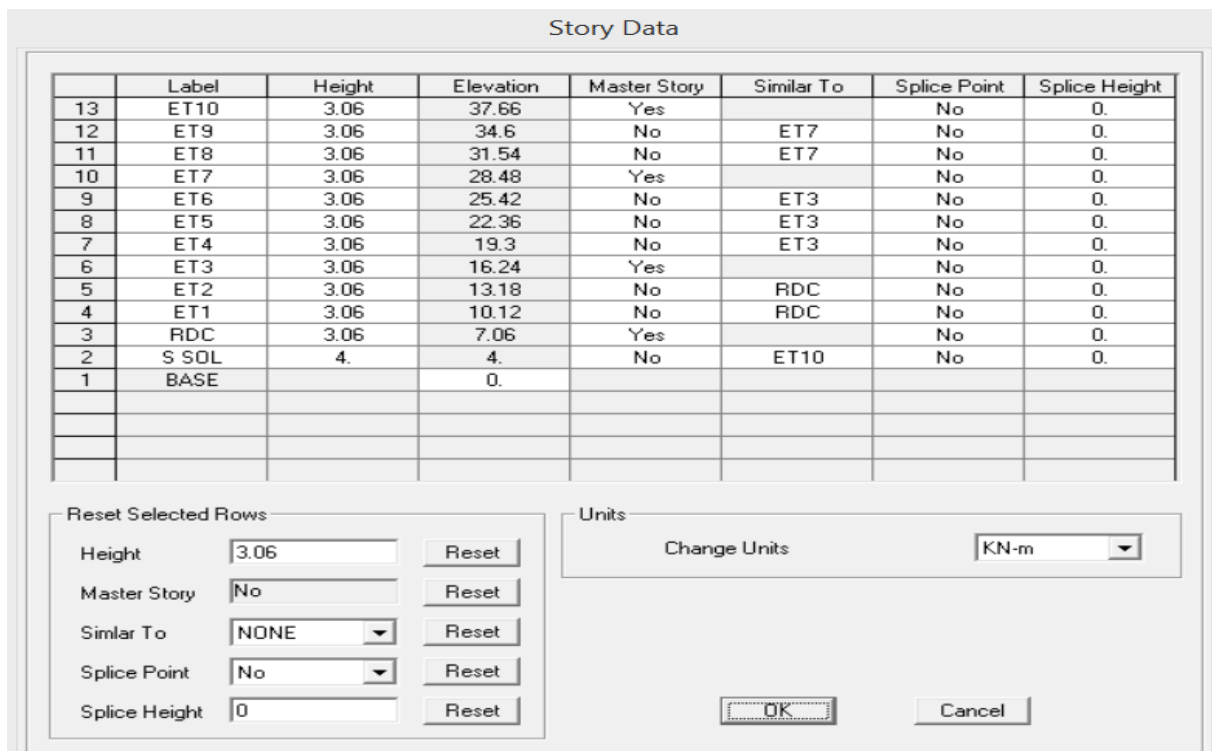 Story Data
Label Height Elevation Master Story Similar To Splice Point Splice Height
13 ET10 3.06 37.66 Yes No 0.
12 ET9 3.06 34.6 No ET7 No 0.
11 ET8 3.06 31.54 No ET7 No 0.
10 ET7 3.06 28.48 Yes No 0.
9 ET6 3.06 25.42 No ET3 No 0.
8 ET5 3.06 22.36 No ET3 No 0.
7 ET4 3.06 19.3 No ET3 No 0.
6 ET3 3.06 16.24 Yes No 0.
5 ET2 3.06 13.18 No RDC No 0.
4 ET1 3.06 10.12 No RDC No 0.
3 RDC 3.06 7.06 Yes No 0.
2 S SOL 4. 4. No ET10 No 0.
1 BASE 0.
Reset Selected Rows
Height 3.06 Reset
Master Story No Reset
Simlar To NONE Reset
Splice Point No Reset
Splice Height 0 Reset
Units
Change Units KN-m
OK Cancel